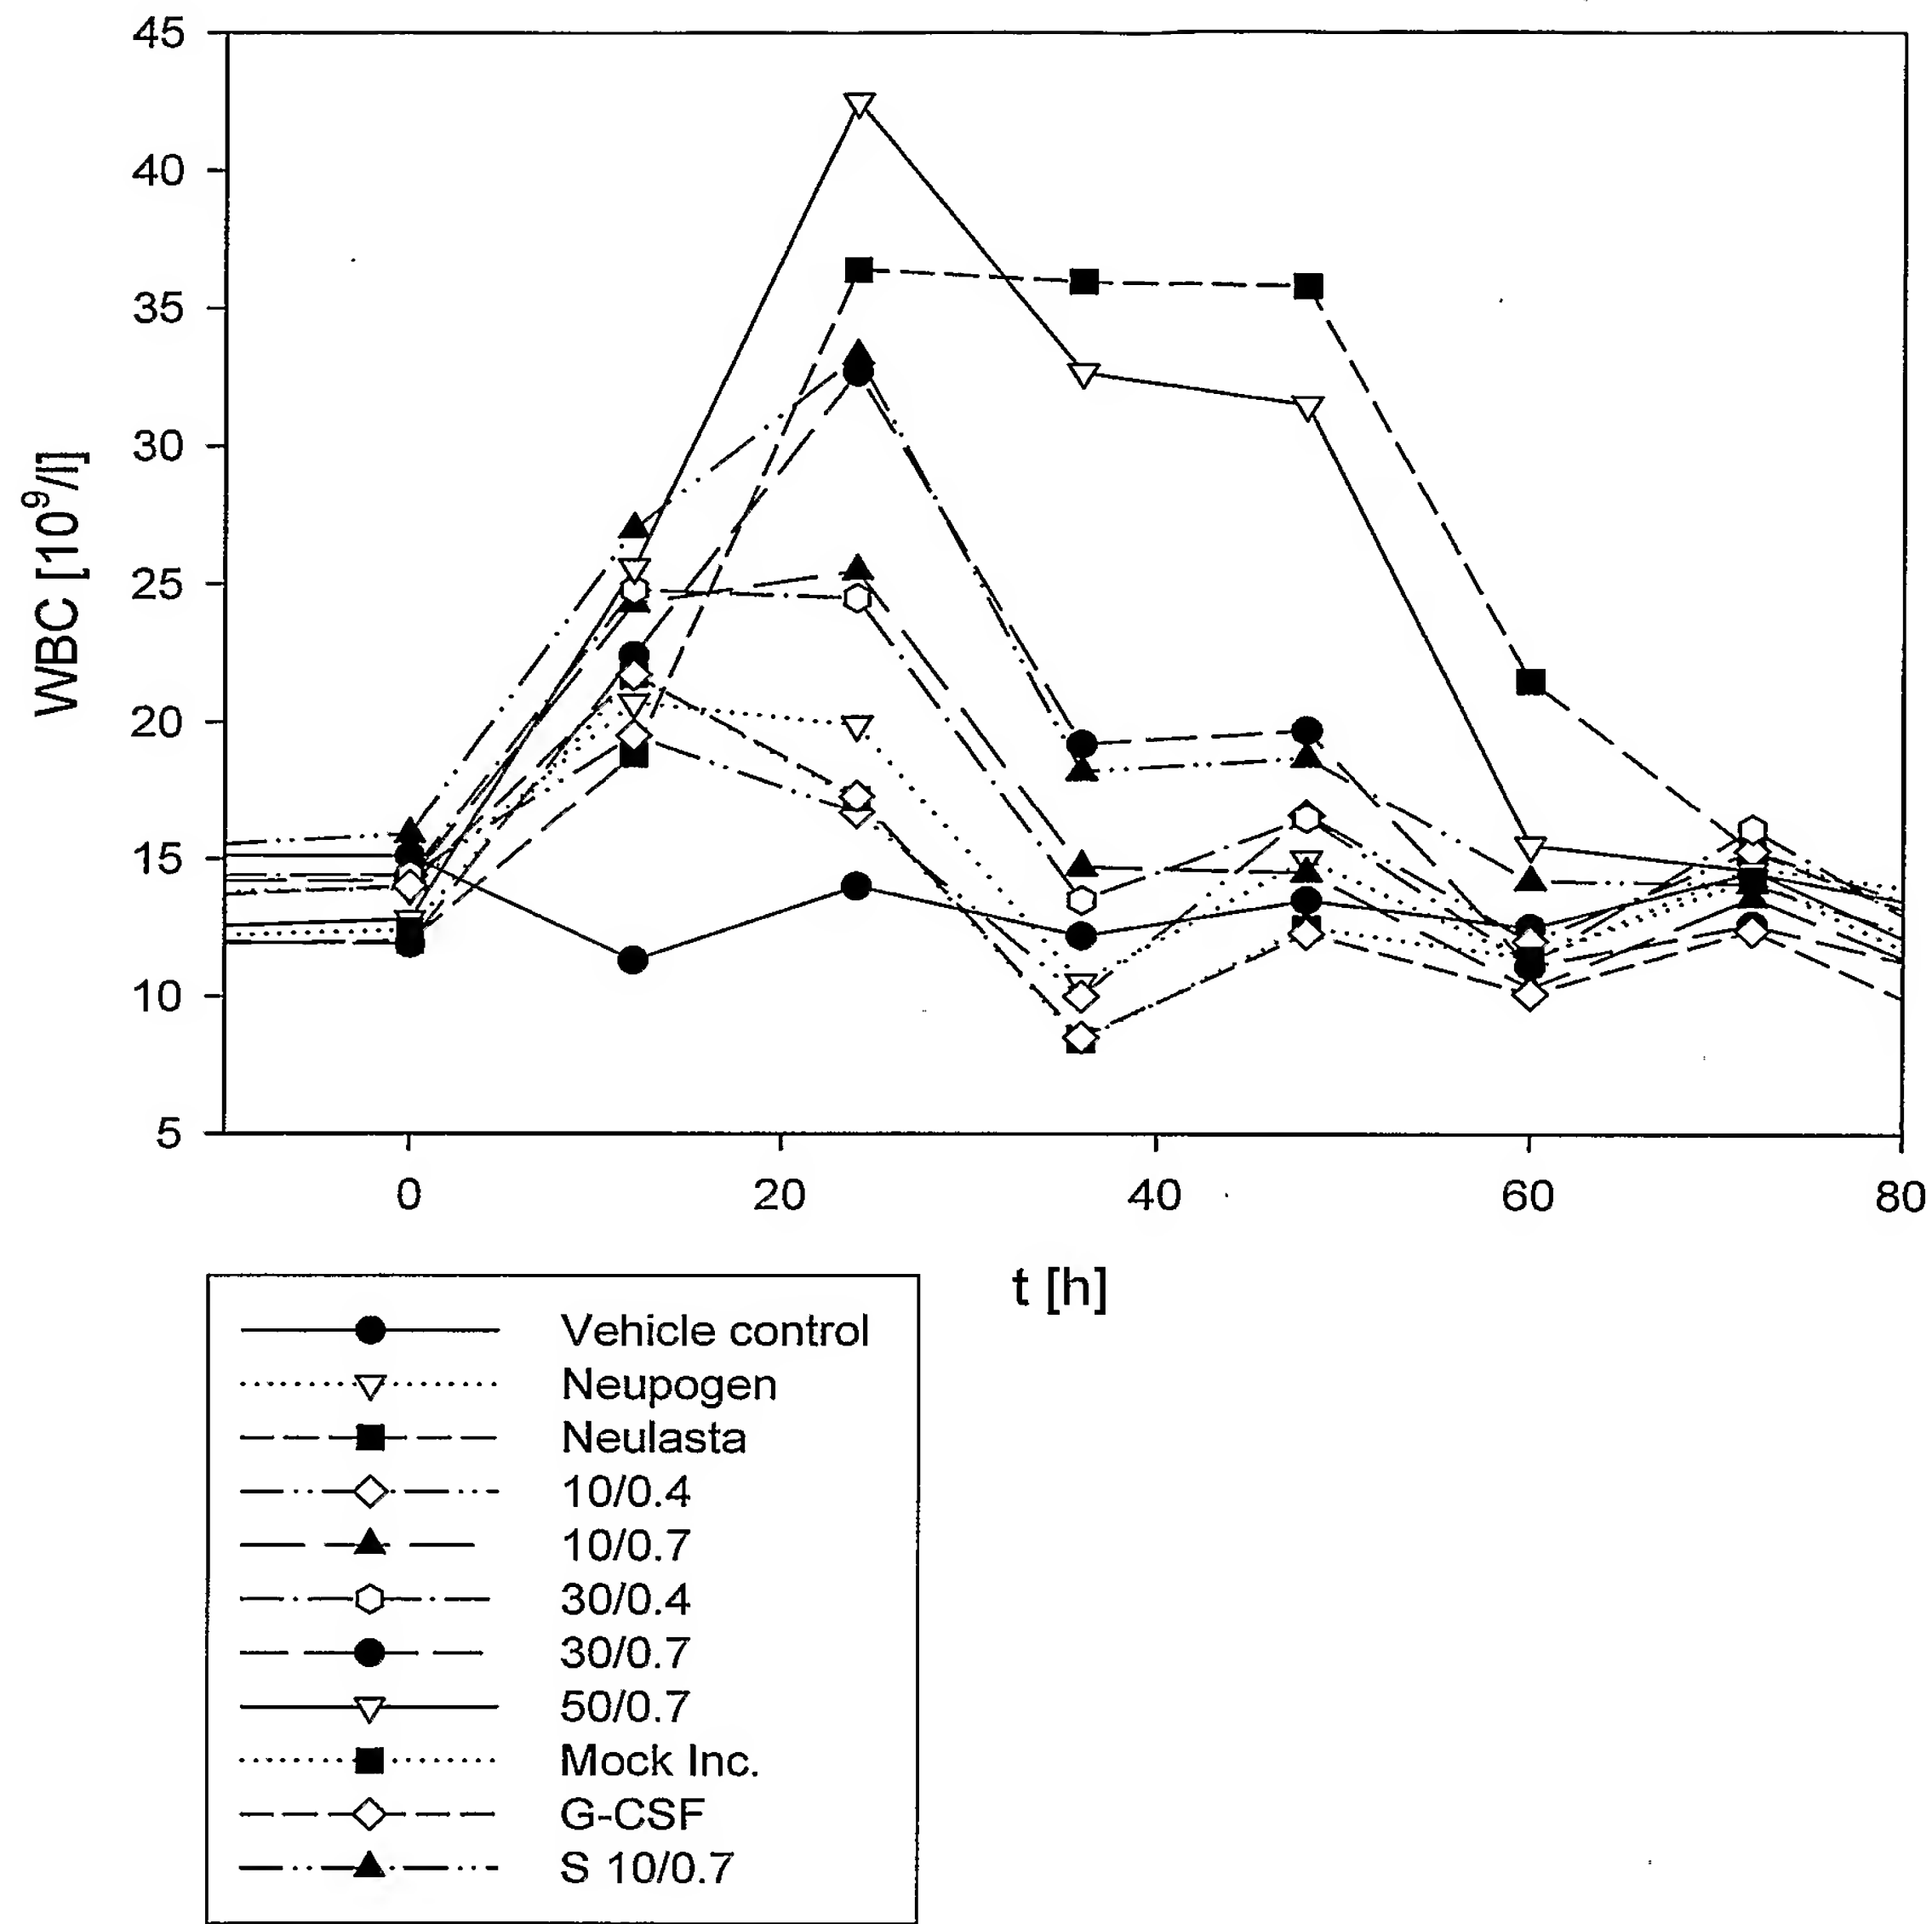 45
40
35
30
25
20
15
10
5
WBC [10⁹/l]
0 20 40 60 80
t [h]
Vehicle control
Neupogen
Neulasta
10/0.4
10/0.7
30/0.4
30/0.7
50/0.7
Mock Inc.
G-CSF
S 10/0.7